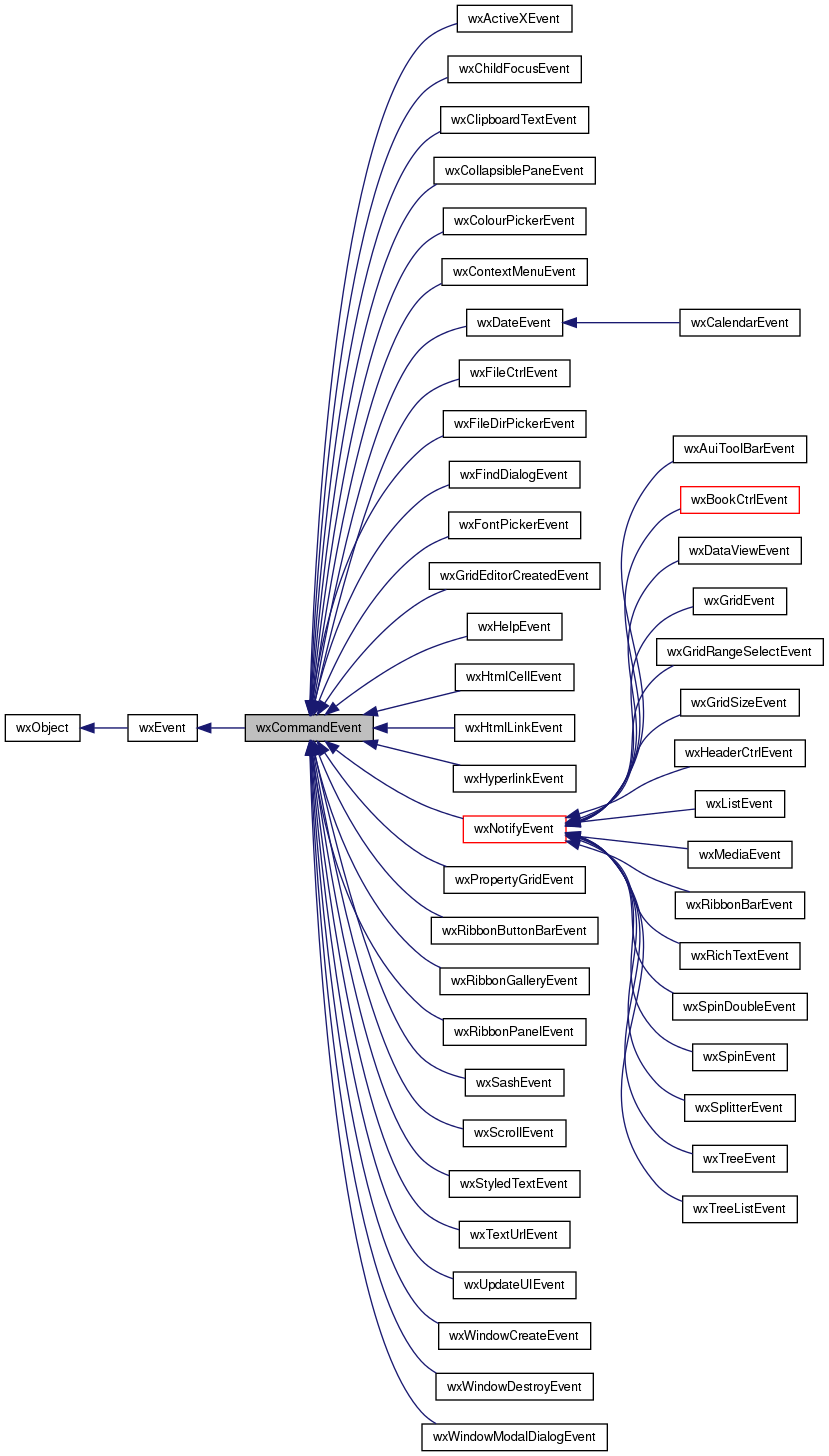 wxActiveXEvent
wxChildFocusEvent
wxClipboardTextEvent
wxCollapsiblePaneEvent
wxColourPickerEvent
wxContextMenuEvent
wxDateEvent
wxCalendarEvent
wxFileCtrlEvent
wxFileDirPickerEvent
wxAuiToolBarEvent
wxFindDialogEvent
wxBookCtrlEvent
wxFontPickerEvent
wxDataViewEvent
wxGridEditorCreatedEvent
wxGridEvent
wxHelpEvent
wxGridRangeSelectEvent
wxHtmlCellEvent
wxGridSizeEvent
wxObject
wxEvent
wxCommandEvent
wxHtmlLinkEvent
wxHeaderCtrlEvent
wxHyperlinkEvent
wxListEvent
wxNotifyEvent
wxMediaEvent
wxPropertyGridEvent
wxRibbonBarEvent
wxRibbonButtonBarEvent
wxRichTextEvent
wxRibbonGalleryEvent
wxSpinDoubleEvent
wxRibbonPanelEvent
wxSpinEvent
wxSashEvent
wxSplitterEvent
wxScrollEvent
wxTreeEvent
wxStyledTextEvent
wxTreeListEvent
wxTextUrlEvent
wxUpdateUIEvent
wxWindowCreateEvent
wxWindowDestroyEvent
wxWindowModalDialogEvent